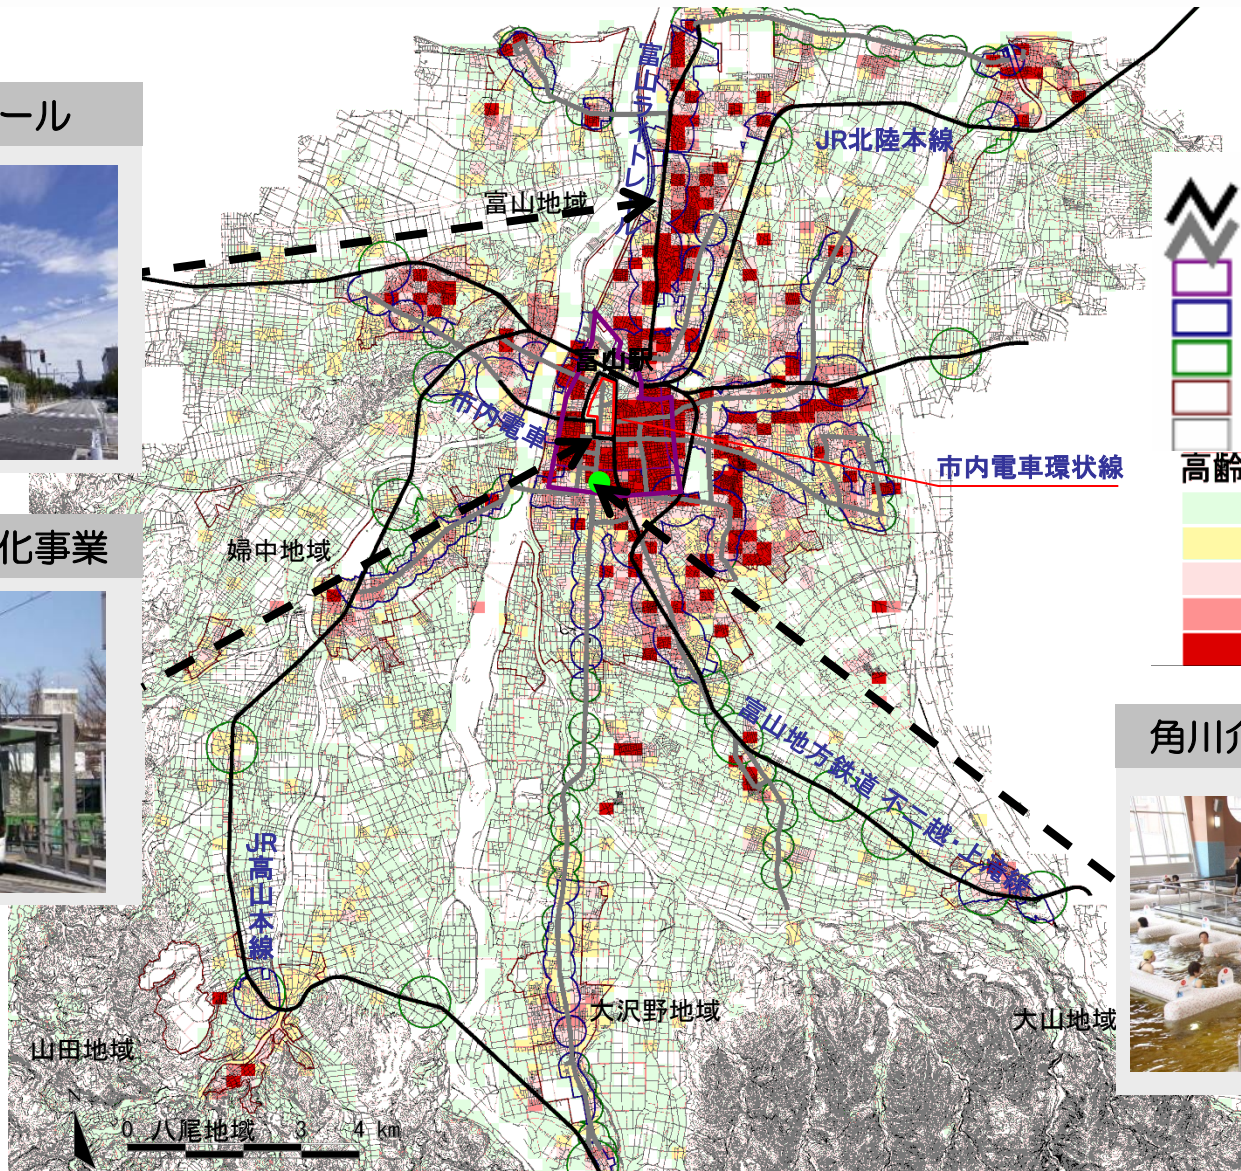 ール
富山ライトレール
JR北陸本線
富山地域
富山駅
市内電車
市内電車環状線
高齢
化事業
婦中地域
角川介
富山地方鉄道 不二越・上滝線
JR高山本線
大沢野地域
大山地域
山田地域
八尾地域
N
0 3 4 km